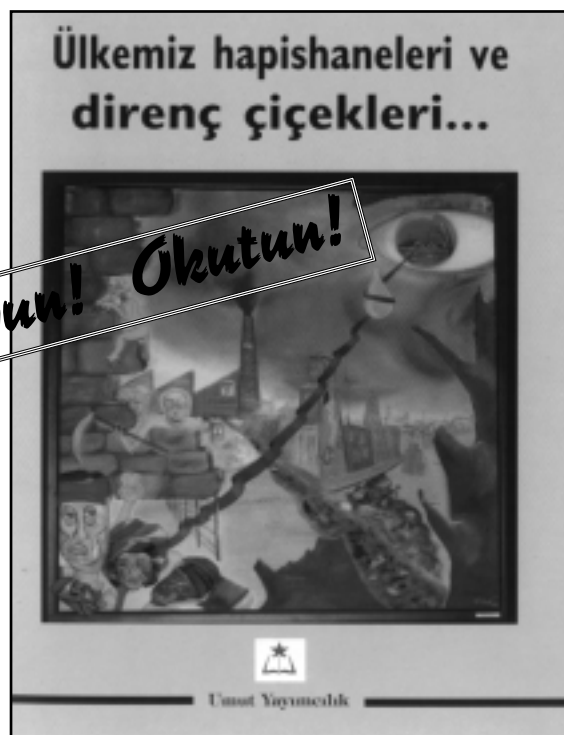 Ülkemiz hapishaneleri ve
direnç çiçekleri...
Okutun!
Umut Yayımcılık